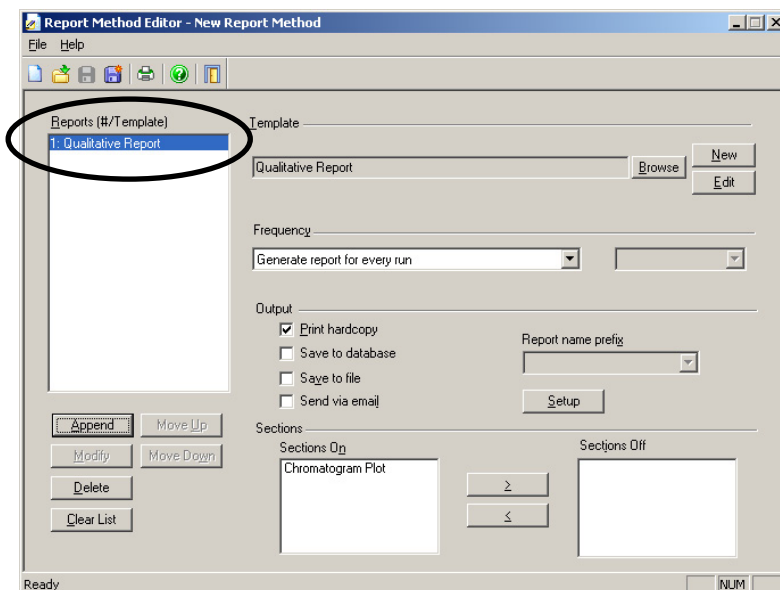 Report Method Editor - New Report Method
File Help
Reports (#/Template)
1: Qualitative Report
Template
Qualitative Report
Browse
New
Edit
Frequency
Generate report for every run
Output
Print hardcopy
Save to database
Save to file
Send via email
Report name prefix
Setup
Append
Move Up
Modify
Move Down
Delete
Clear List
Sections
Sections On
Chromatogram Plot
>
<
Sections Off
Ready
NUM